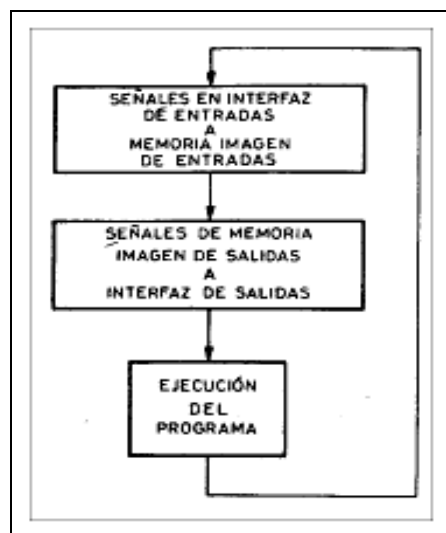 SEÑALES EN INTERFAZ
DE ENTRADAS
A
MEMORIA IMAGEN
DE ENTRADAS
SEÑALES DE MEMORIA
IMAGEN DE SALIDAS
A
INTERFAZ DE SALIDAS
EJECUCIÓN
DEL
PROGRAMA